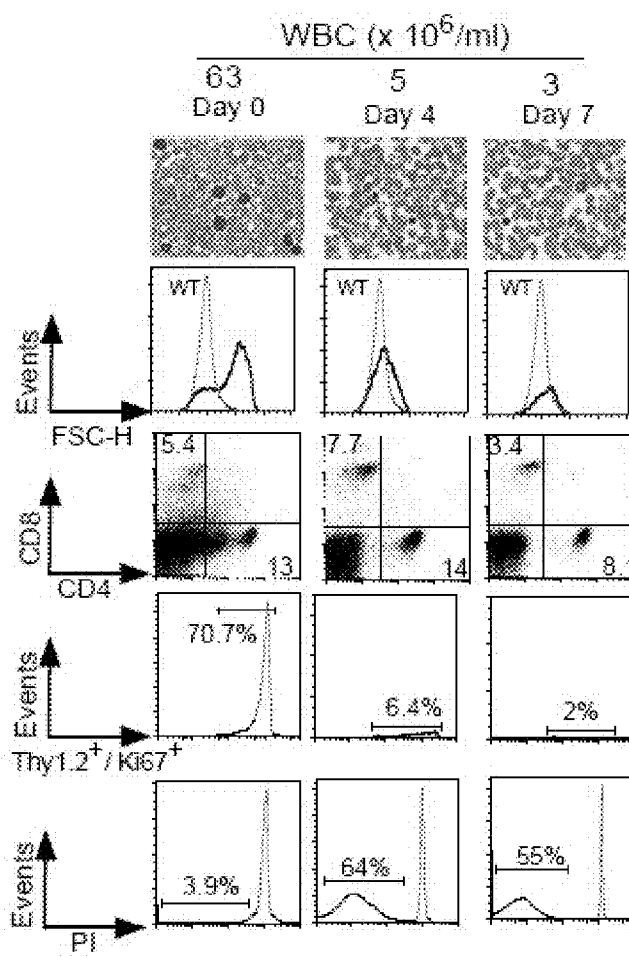 WBC (x 10⁶/ml)
63 5 3
Day 0 Day 4 Day 7
WT WT WT
Events
FSC-H
5.4 7.7 3.4
CD8
13 14 8.
CD4
70.7% 6.4% 2%
Events
Thy1.2⁺/ Ki67⁺
3.9% 64% 55%
Events
PI